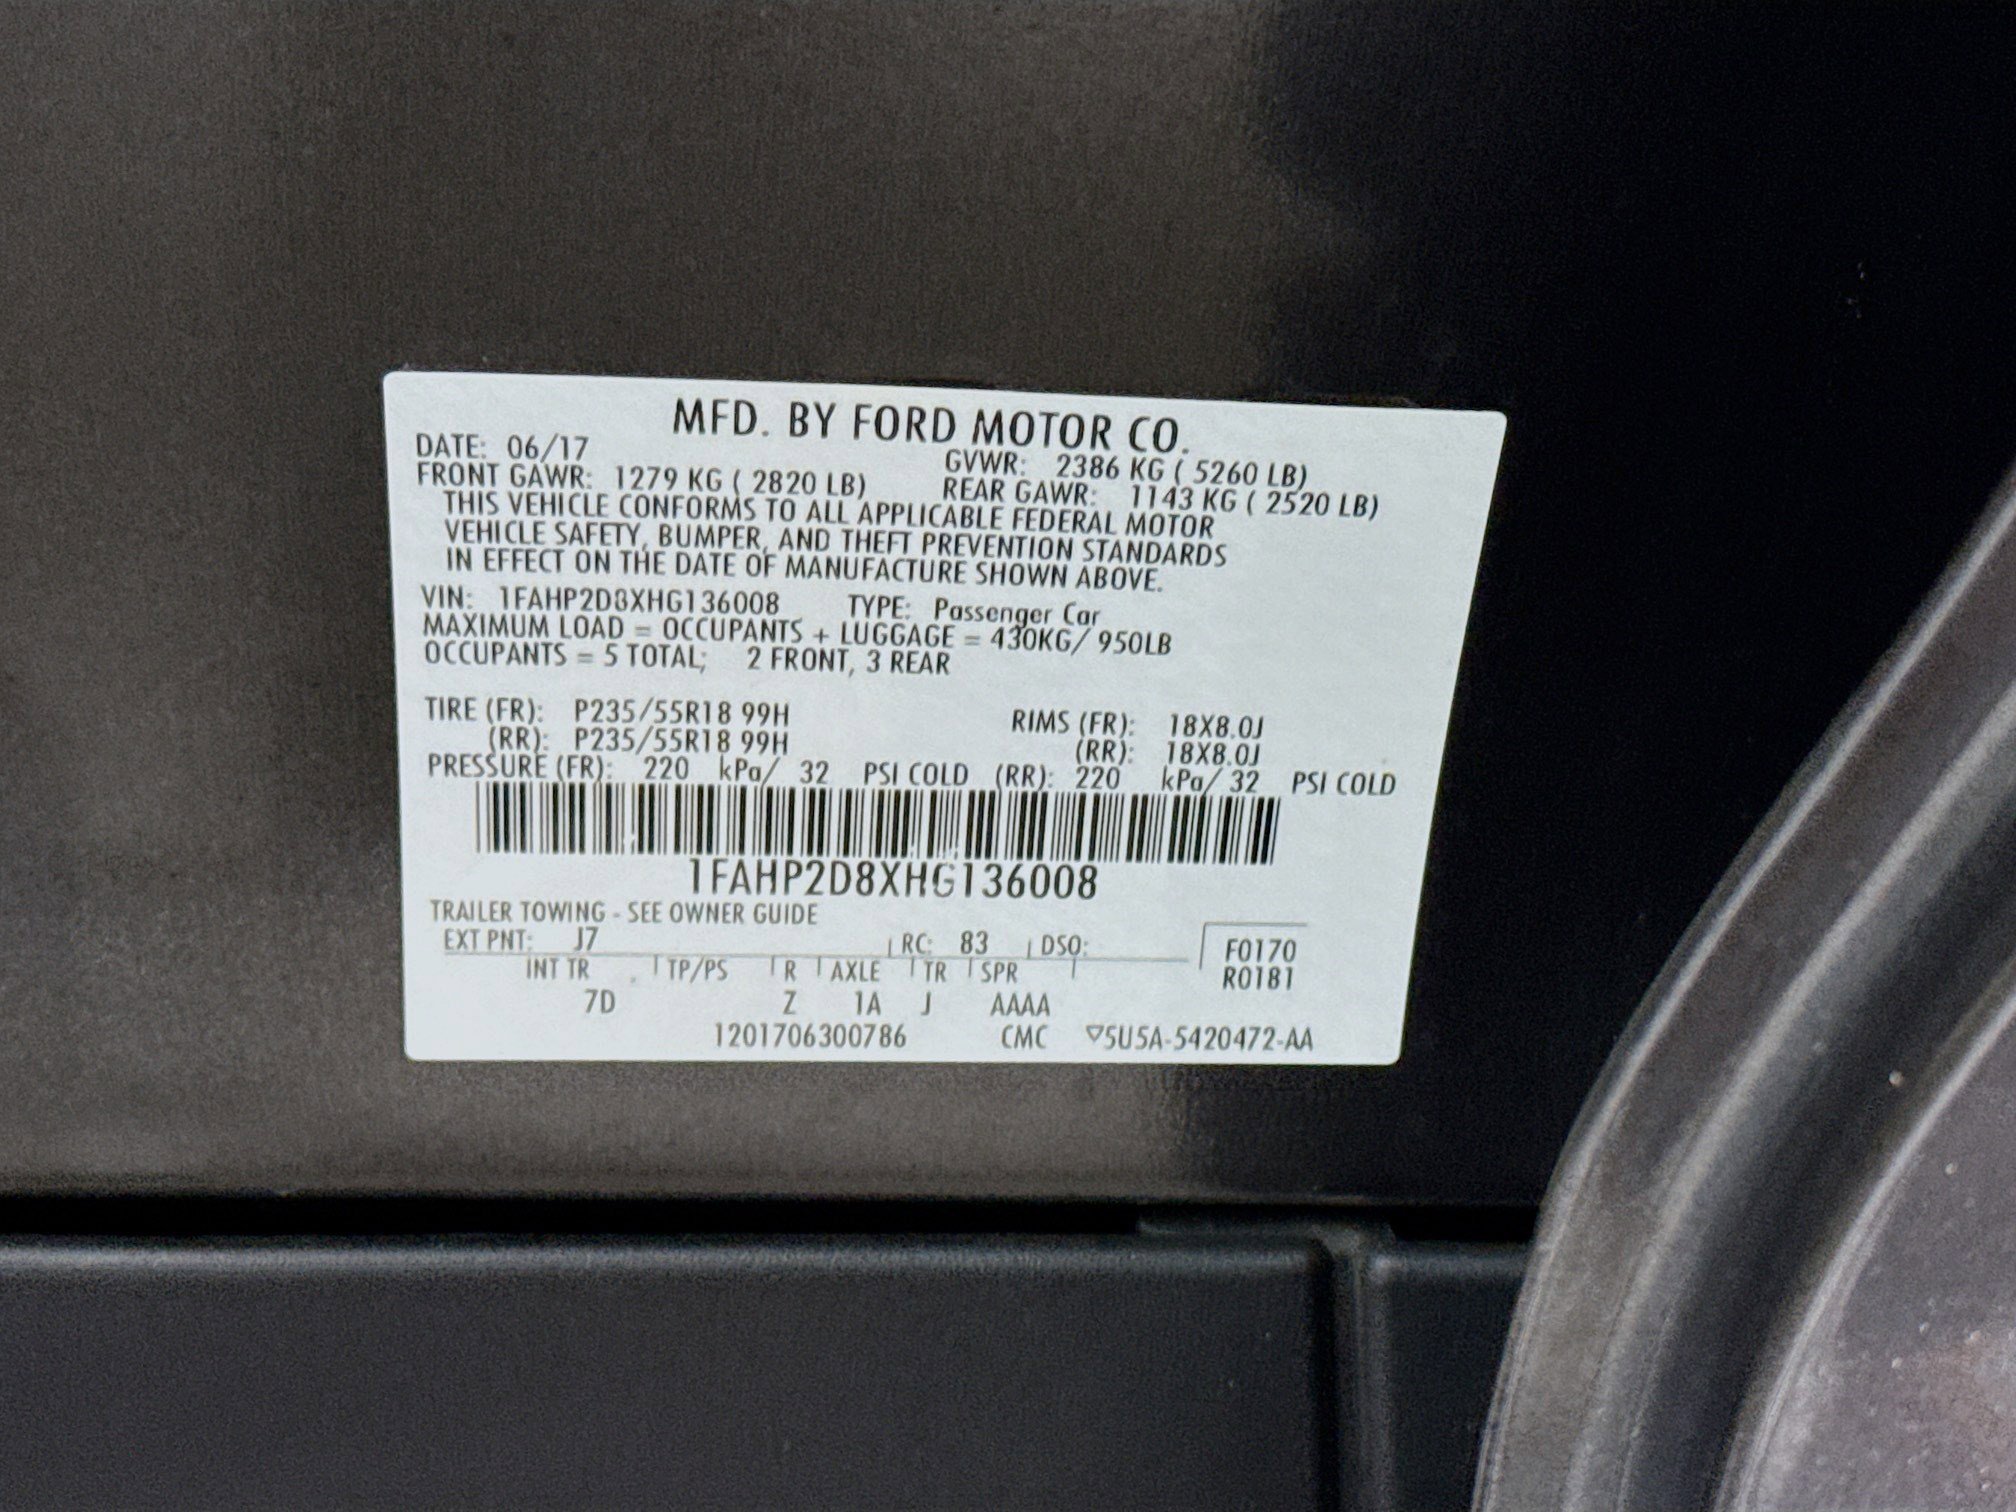 MFD. BY FORD MOTOR CO.
DATE: 06/17 GVWR: 2386 KG ( 5260 LB)
FRONT GAWR: 1279 KG ( 2820 LB) REAR GAWR: 1143 KG ( 2520 LB)
THIS VEHICLE CONFORMS TO ALL APPLICABLE FEDERAL MOTOR
VEHICLE SAFETY, BUMPER, AND THEFT PREVENTION STANDARDS
IN EFFECT ON THE DATE OF MANUFACTURE SHOWN ABOVE.
VIN: 1FAHP2D8XHG136008 TYPE: Passenger Car
MAXIMUM LOAD = OCCUPANTS + LUGGAGE = 430KG/ 950LB
OCCUPANTS = 5 TOTAL; 2 FRONT, 3 REAR
TIRE (FR): P235/55R18 99H RIMS (FR): 18X8.0J
(RR): P235/55R18 99H (RR): 18X8.0J
PRESSURE (FR): 220 kPa/ 32 PSI COLD (RR): 220 kPa/ 32 PSI COLD
1FAHP2D8XHG136008
TRAILER TOWING - SEE OWNER GUIDE
EXT PNT: J7 RC: 83 DSO: F0170
INT TR TP/PS R AXLE TR SPR R0181
7D Z 1A J AAAA
1201706300786 CMC ▽5U5A-5420472-AA